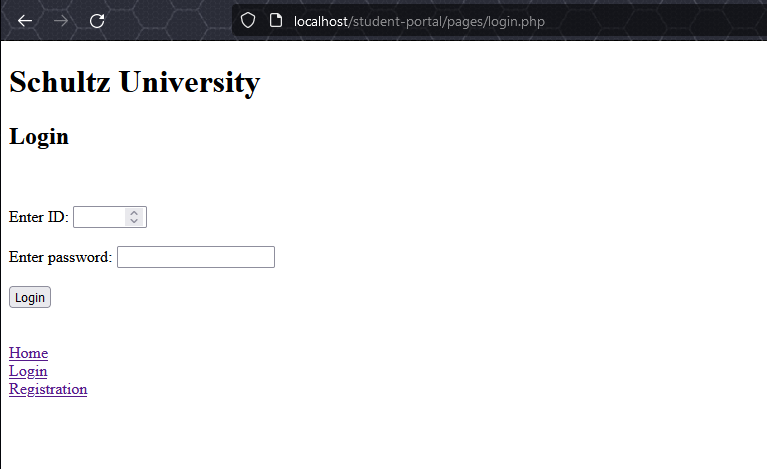 localhost/student-portal/pages/login.php
Schultz University
Login
Enter ID:
Enter password:
Login
Home
Login
Registration